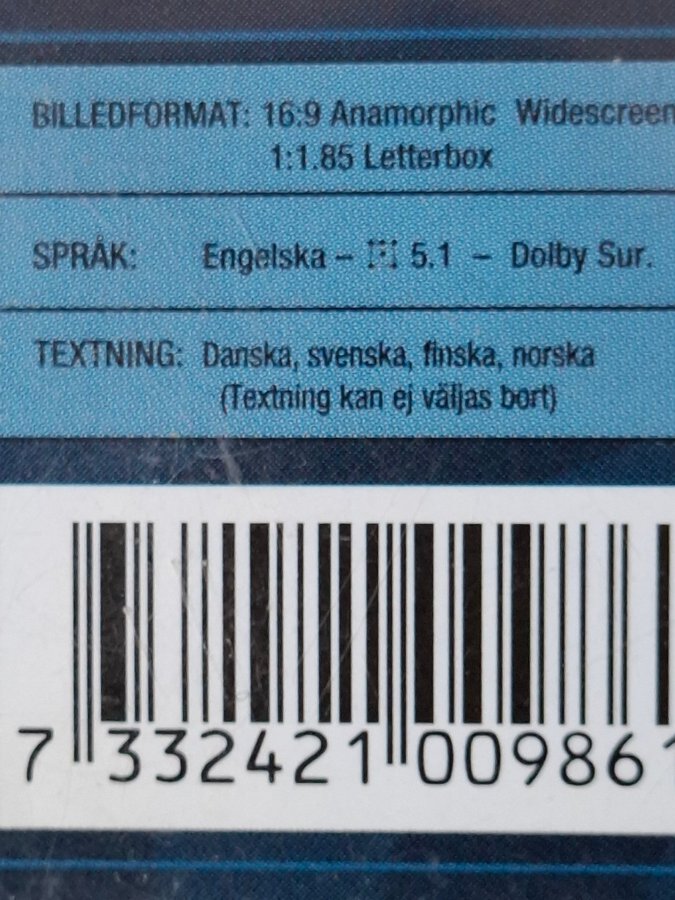 BILLEDFORMAT: 16:9 Anamorphic Widescreen
1:1.85 Letterbox
SPRÅK: Engelska – 5.1 – Dolby Sur.
TEXTNING: Danska, svenska, finska, norska
(Textning kan ej väljas bort)
7 332421 00986